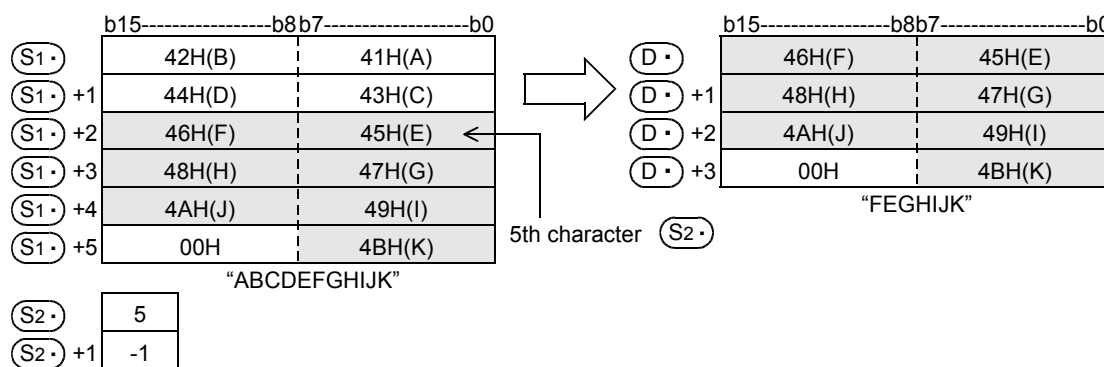 b15------------------b8 b7--------------------b0
S1· 42H(B) 41H(A)
S1· +1 44H(D) 43H(C)
S1· +2 46H(F) 45H(E)
S1· +3 48H(H) 47H(G)
S1· +4 4AH(J) 49H(I)
S1· +5 00H 4BH(K)
“ABCDEFGHIJK”
5th character S2·
S2· 5
S2· +1 -1
b15------------------b8b7--------------------b0
D· 46H(F) 45H(E)
D· +1 48H(H) 47H(G)
D· +2 4AH(J) 49H(I)
D· +3 00H 4BH(K)
“FEGHIJK”